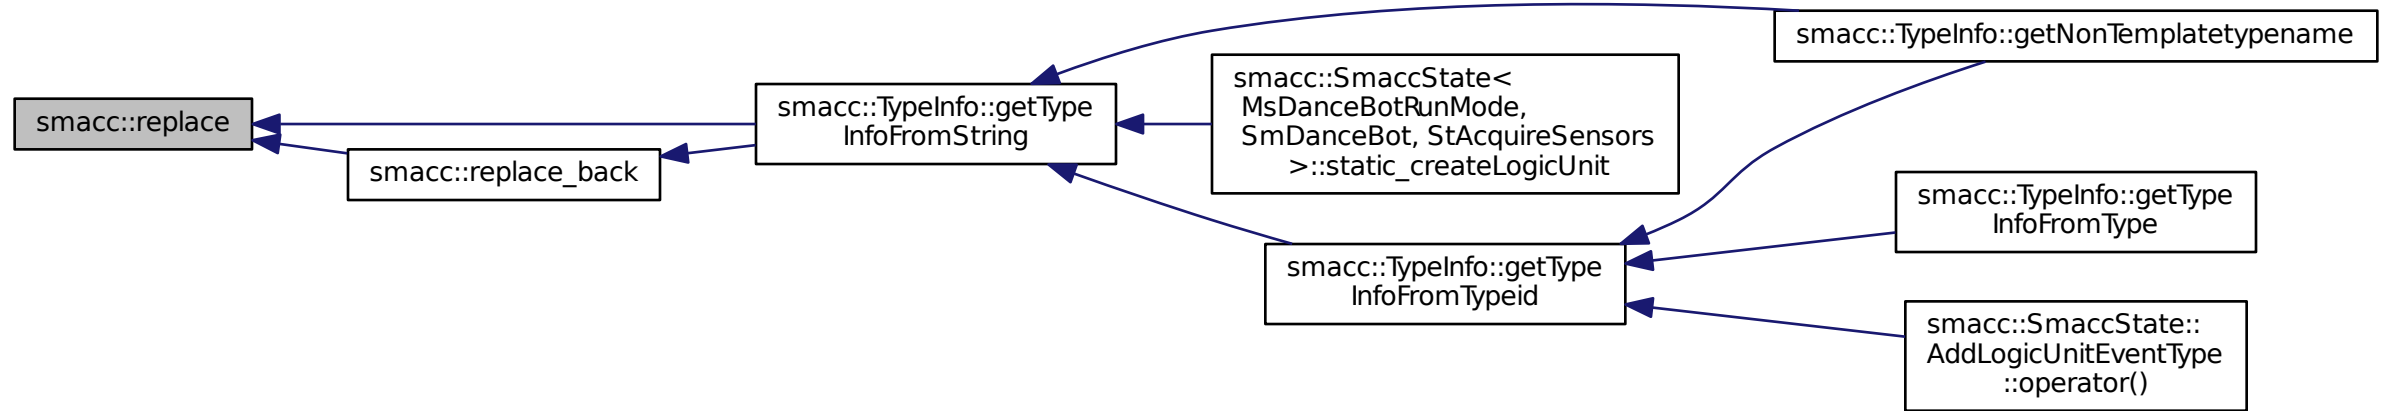 smacc::replace
smacc::replace_back
smacc::TypeInfo::getType
InfoFromString
smacc::SmaccState<
MsDanceBotRunMode,
SmDanceBot, StAcquireSensors
>::static_createLogicUnit
smacc::TypeInfo::getType
InfoFromTypeid
smacc::TypeInfo::getNonTemplatetypename
smacc::TypeInfo::getType
InfoFromType
smacc::SmaccState::
AddLogicUnitEventType
::operator()